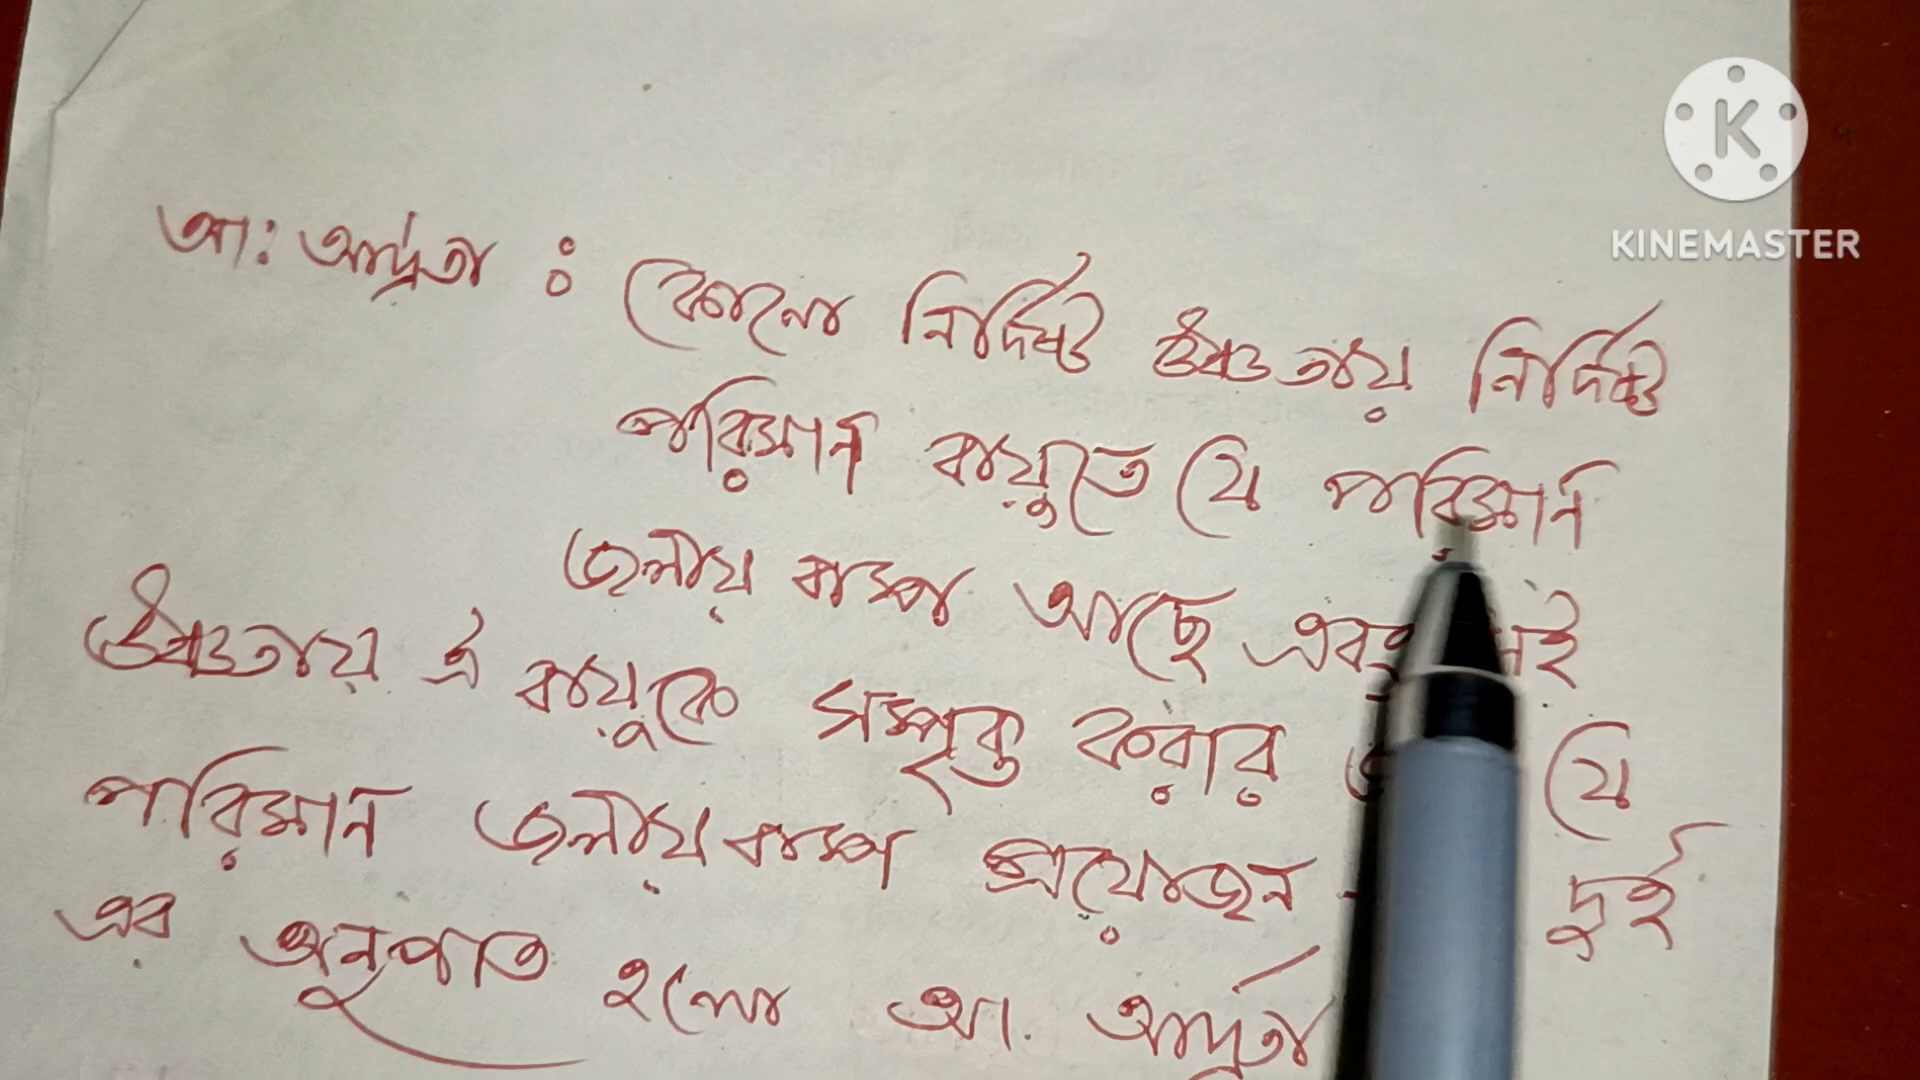 আ: আর্দ্রতা : কোনো নির্দিষ্ট উষ্ণতায় নির্দিষ্ট
পরিমান বায়ুতে যে পরিমান
জলীয় বাষ্প আছে এবং
উষ্ণতায় ঐ বায়ুকে সম্পৃক্ত করার যে
পরিমান জলীয় বাষ্প প্রয়োজন দুই
এর অনুপাত হলো আ. আর্দ্রতা
KINEMASTER